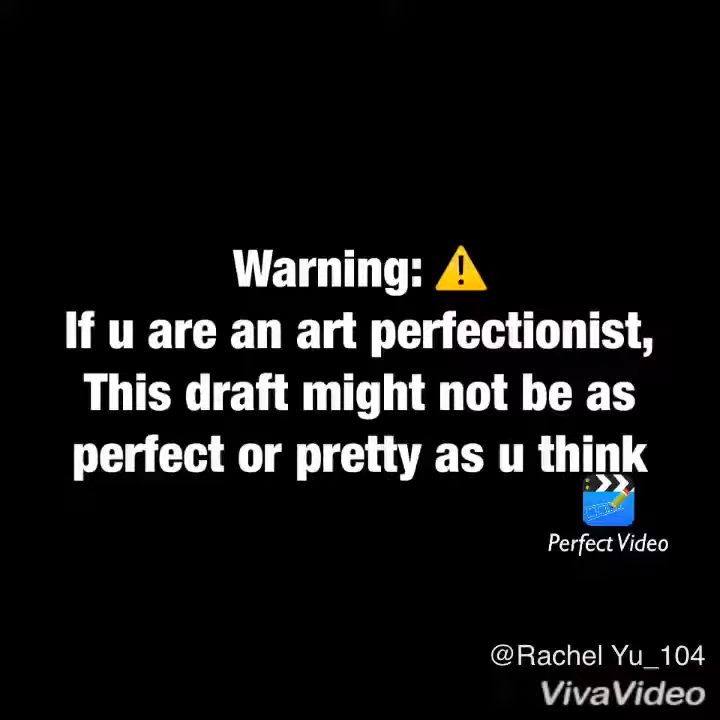 Warning: ⚠️
If u are an art perfectionist,
This draft might not be as
perfect or pretty as u think
Perfect Video
@Rachel Yu_104
VivaVideo